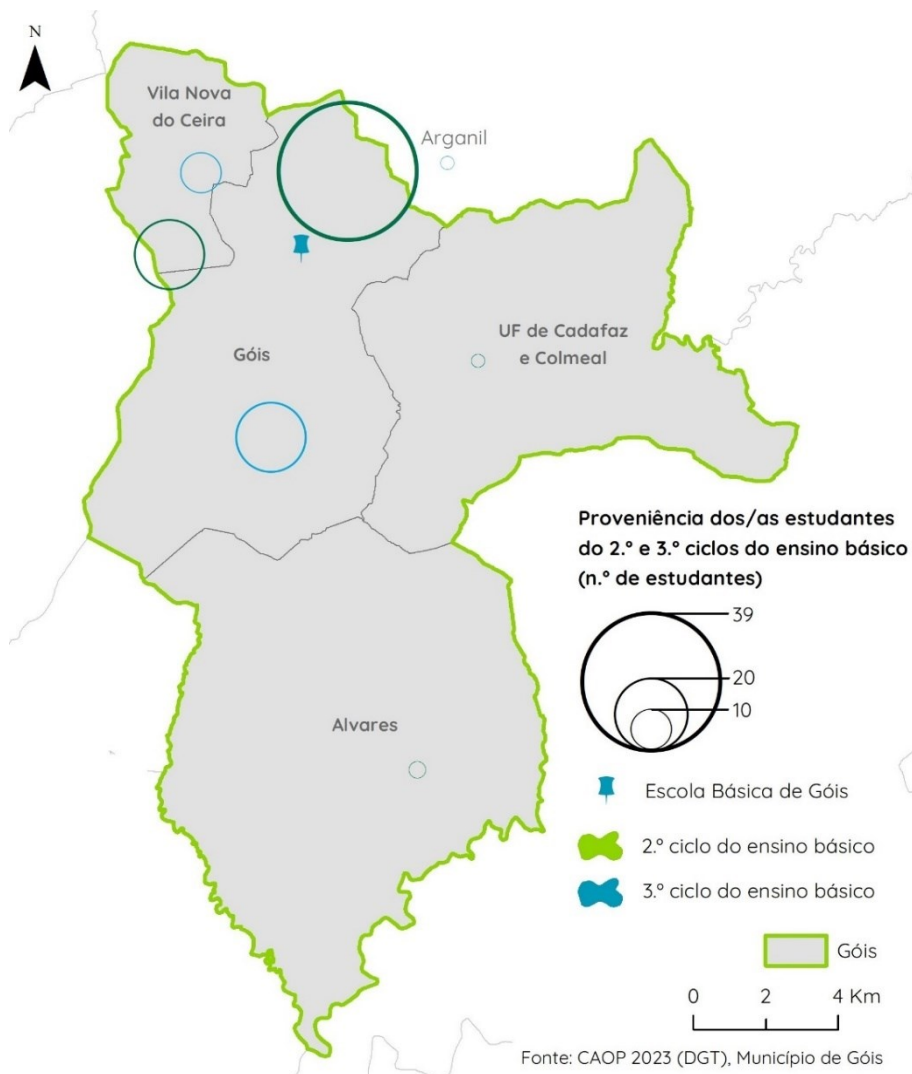 N
Vila Nova
do Ceira
Arganil
UF de Cadafaz
e Colmeal
Góis
Alvares
Proveniência dos/as estudantes
do 2.º e 3.º ciclos do ensino básico
(n.º de estudantes)
39
20
10
Escola Básica de Góis
2.º ciclo do ensino básico
3.º ciclo do ensino básico
Góis
0 2 4 Km
Fonte: CAOP 2023 (DGT), Município de Góis